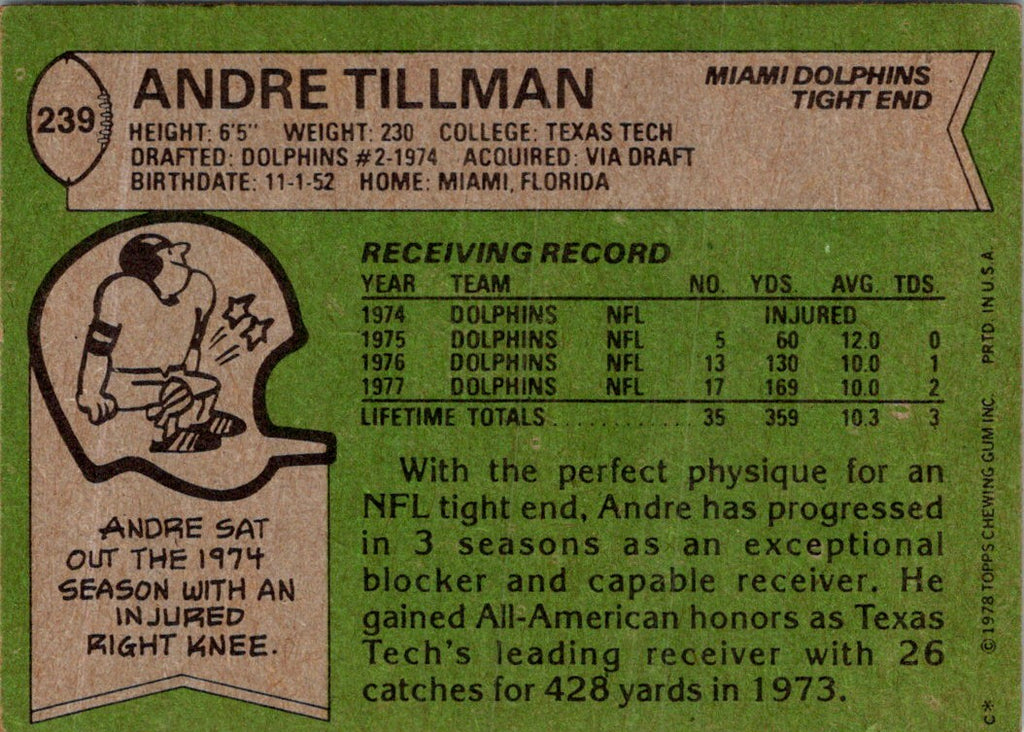 239
ANDRE TILLMAN
MIAMI DOLPHINS
TIGHT END
HEIGHT: 6'5" WEIGHT: 230 COLLEGE: TEXAS TECH
DRAFTED: DOLPHINS #2-1974 ACQUIRED: VIA DRAFT
BIRTHDATE: 11-1-52 HOME: MIAMI, FLORIDA
RECEIVING RECORD
YEAR TEAM NO. YDS. AVG. TDS.
1974 DOLPHINS NFL INJURED
1975 DOLPHINS NFL 5 60 12.0 0
1976 DOLPHINS NFL 13 130 10.0 1
1977 DOLPHINS NFL 17 169 10.0 2
LIFETIME TOTALS............ 35 359 10.3 3
ANDRE SAT
OUT THE 1974
SEASON WITH AN
INJURED
RIGHT KNEE.
With the perfect physique for an
NFL tight end, Andre has progressed
in 3 seasons as an exceptional
blocker and capable receiver. He
gained All-American honors as Texas
Tech's leading receiver with 26
catches for 428 yards in 1973.
C* © 1978 TOPPS CHEWING GUM INC. PRTD. IN U.S.A.